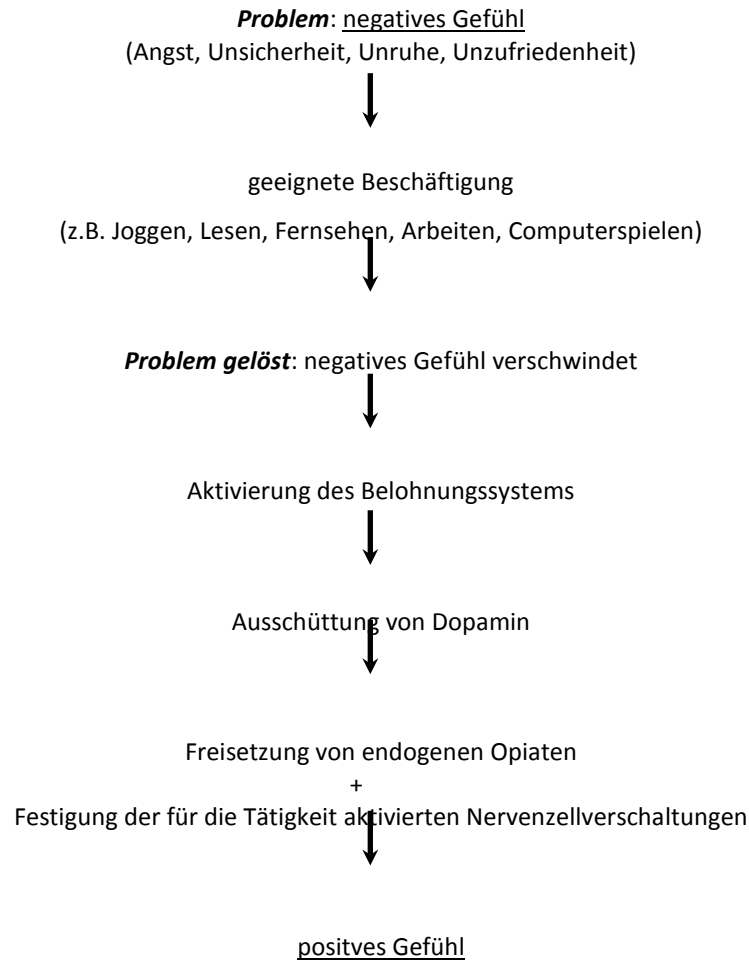 Problem: negatives Gefühl
(Angst, Unsicherheit, Unruhe, Unzufriedenheit)
geeignete Beschäftigung
(z.B. Joggen, Lesen, Fernsehen, Arbeiten, Computerspielen)
Problem gelöst: negatives Gefühl verschwindet
Aktivierung des Belohnungssystems
Ausschüttung von Dopamin
Freisetzung von endogenen Opiaten
+
Festigung der für die Tätigkeit aktivierten Nervenzellverschaltungen
positves Gefühl